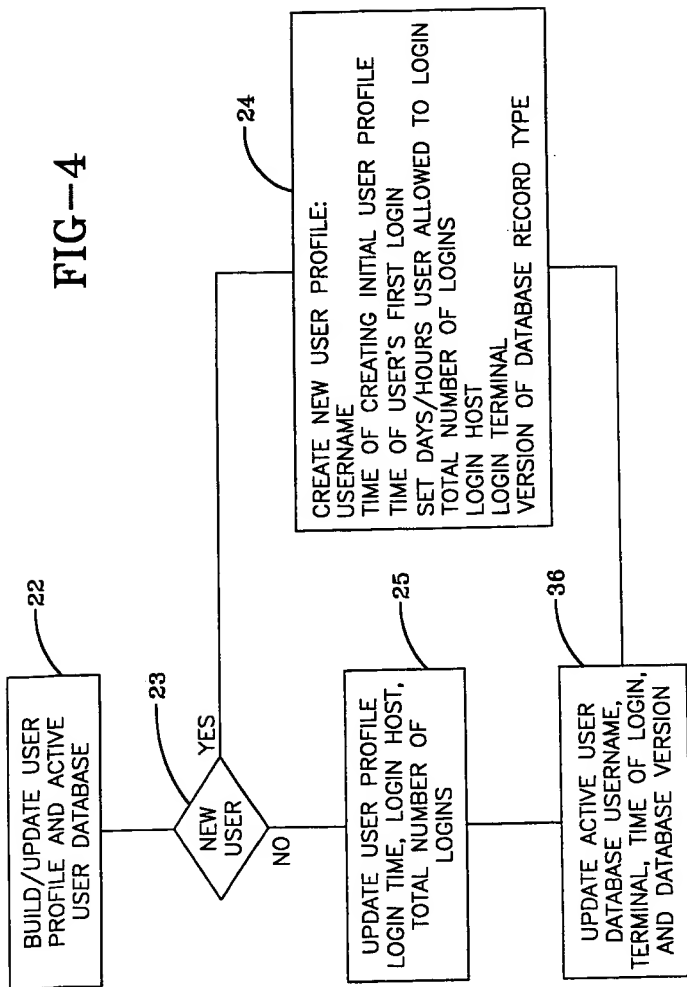 FIG-4
22
BUILD/UPDATE USER
PROFILE AND ACTIVE
USER DATABASE
23
NEW
USER
YES
NO
24
CREATE NEW USER PROFILE:
USERNAME
TIME OF CREATING INITIAL USER PROFILE
TIME OF USER'S FIRST LOGIN
SET DAYS/HOURS USER ALLOWED TO LOGIN
TOTAL NUMBER OF LOGINS
LOGIN HOST
LOGIN TERMINAL
VERSION OF DATABASE RECORD TYPE
25
UPDATE USER PROFILE
LOGIN TIME, LOGIN HOST,
TOTAL NUMBER OF
LOGINS
36
UPDATE ACTIVE USER
DATABASE USERNAME,
TERMINAL, TIME OF LOGIN,
AND DATABASE VERSION